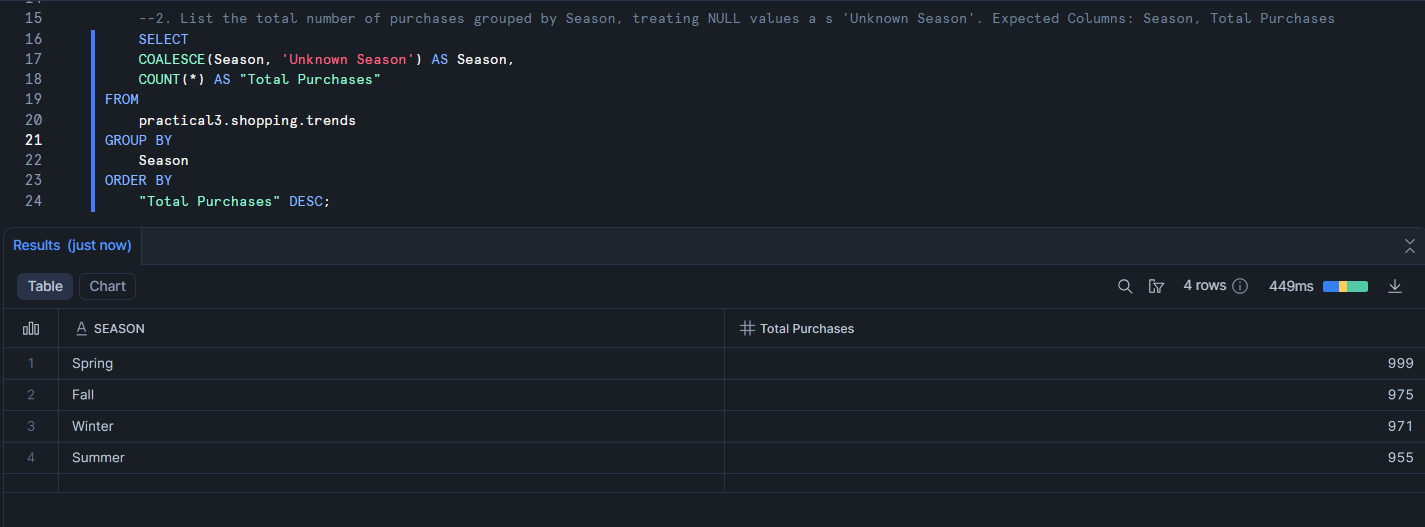 15 --2. List the total number of purchases grouped by Season, treating NULL values a s 'Unknown Season'. Expected Columns: Season, Total Purchases
16 SELECT
17 COALESCE(Season, 'Unknown Season') AS Season,
18 COUNT(*) AS "Total Purchases"
19 FROM
20 practical3.shopping.trends
21 GROUP BY
22 Season
23 ORDER BY
24 "Total Purchases" DESC;
Results (just now)
Table Chart 4 rows 449ms
A SEASON # Total Purchases
1 Spring 999
2 Fall 975
3 Winter 971
4 Summer 955